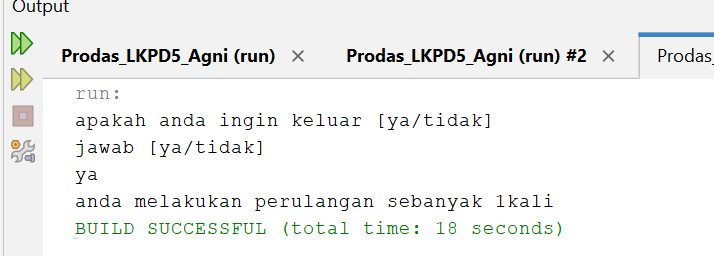 Output
Prodas_LKPD5_Agni (run) × Prodas_LKPD5_Agni (run) #2 × Prodas_
run:
apakah anda ingin keluar [ya/tidak]
jawab [ya/tidak]
ya
anda melakukan perulangan sebanyak 1kali
BUILD SUCCESSFUL (total time: 18 seconds)